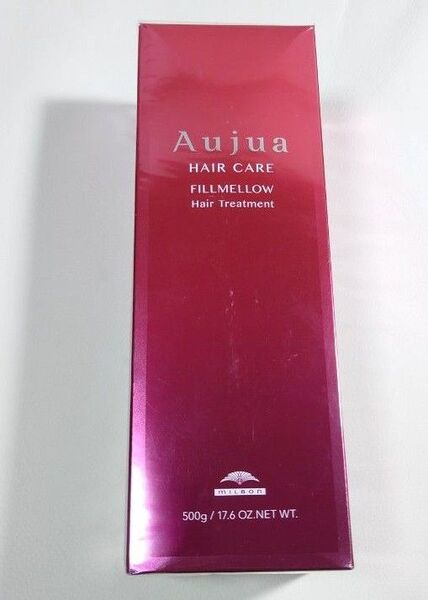 Aujua
HAIR CARE
FILLMELLOW
Hair Treatment
MILBON
500g / 17.6 OZ.NET WT.